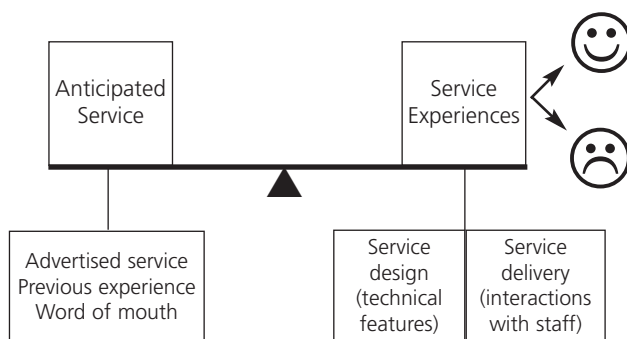 Anticipated
Service
Service
Experiences
Advertised service
Previous experience
Word of mouth
Service
design
(technical
features)
Service
delivery
(interactions
with staff)